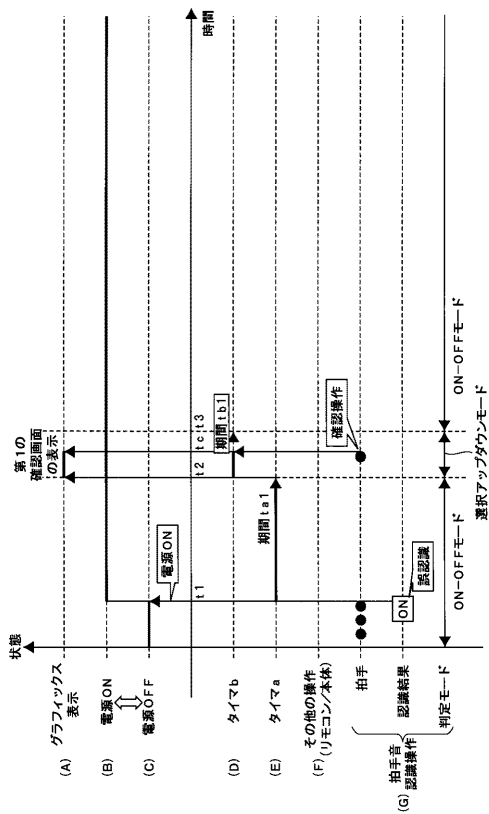 状態
時間
第1の
確認画面
の表示
(A) グラフィックス
表示
(B) 電源ON
(C) 電源OFF
電源ON
t1
t2
tc
t3
(D) タイマb
期間tb1
(E) タイマa
期間ta1
(F) その他の操作
(リモコン/本体)
(G) 拍手音
認識操作
拍手
確認操作
認識結果
ON
誤認識
判定モード
ON-OFFモード
選択アップダウンモード
ON-OFFモード